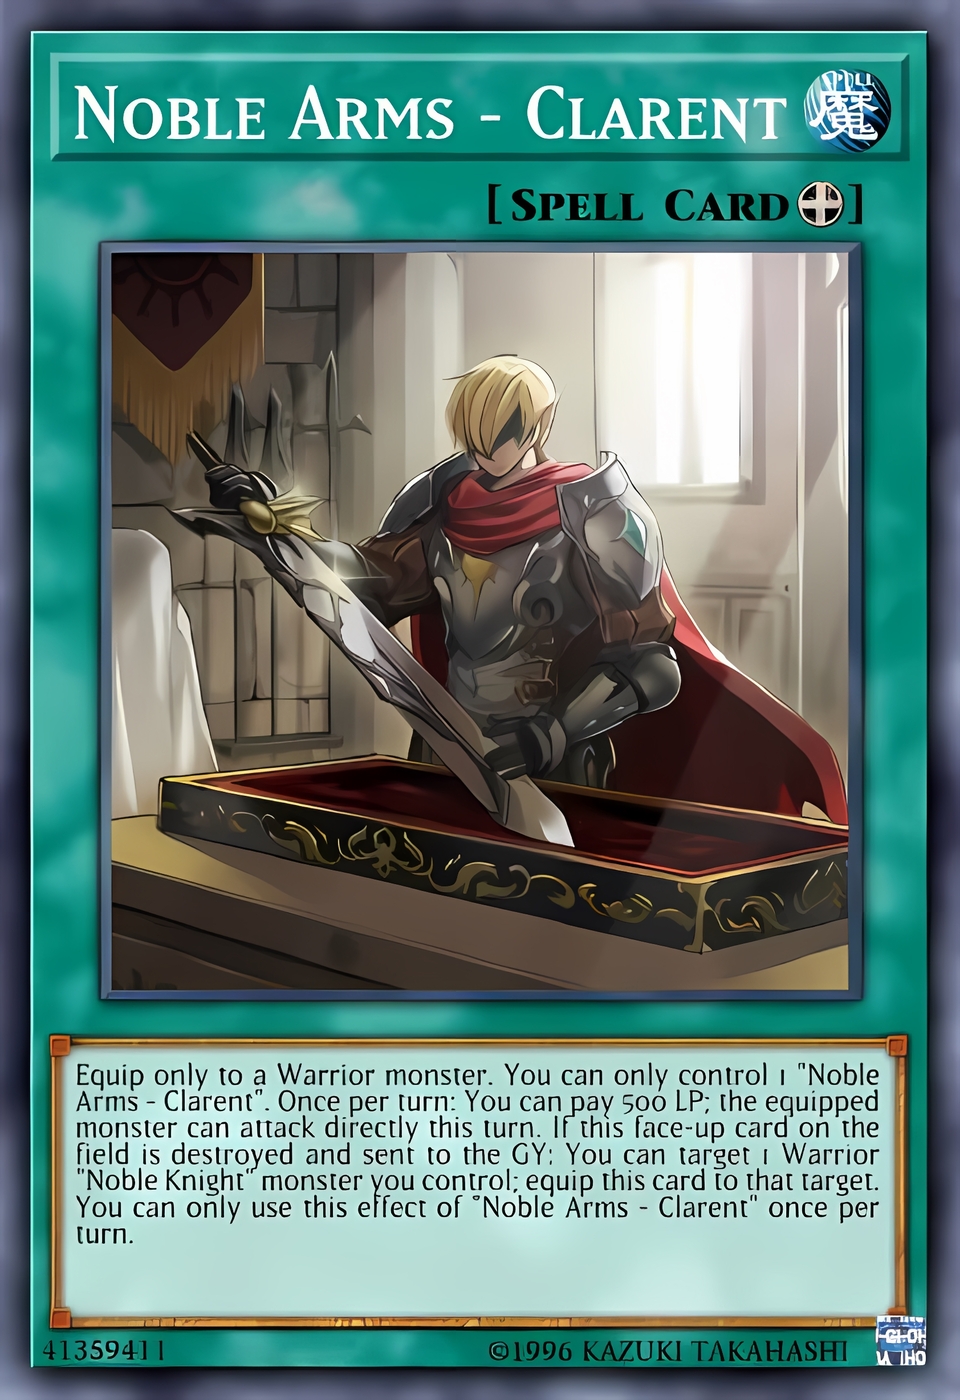 NOBLE ARMS - CLARENT 魔
[SPELL CARD]
Equip only to a Warrior monster. You can only control 1 "Noble
Arms - Clarent". Once per turn: You can pay 500 LP; the equipped
monster can attack directly this turn. If this face-up card on the
field is destroyed and sent to the GY: You can target 1 Warrior
"Noble Knight" monster you control; equip this card to that target.
You can only use this effect of "Noble Arms - Clarent" once per
turn.
41359411 ©1996 KAZUKI TAKAHASHI